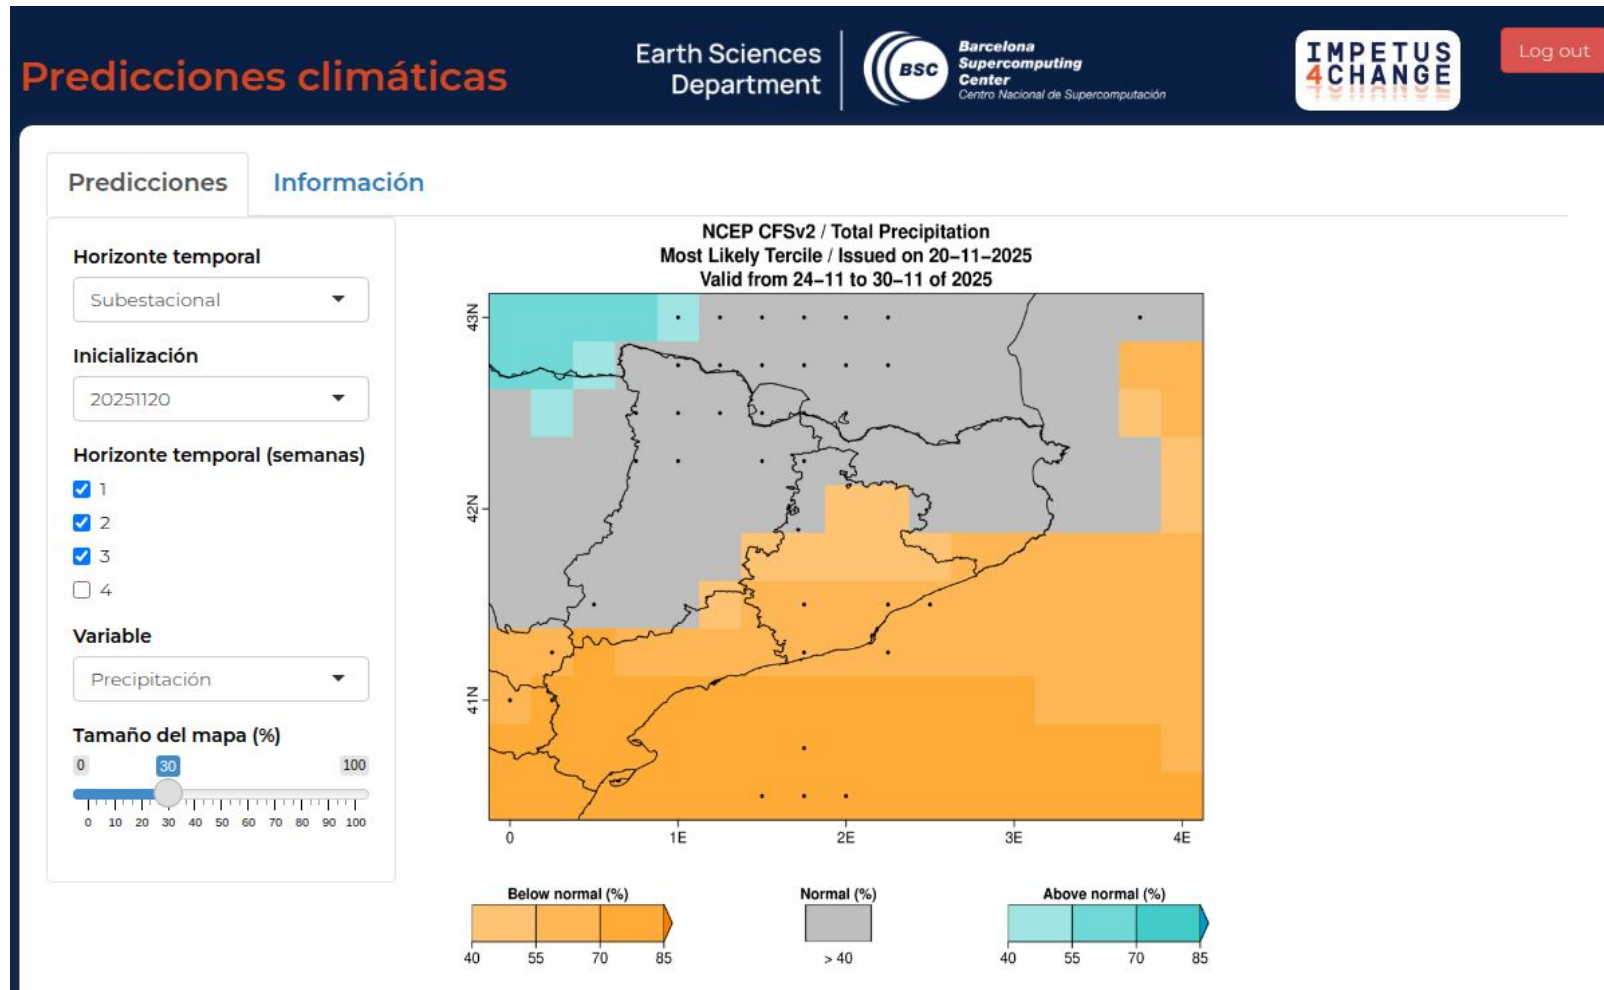 Predicciones climáticas
Earth Sciences
Department
BSC
Barcelona
Supercomputing
Center
Centro Nacional de Supercomputación
IMPETUS
4CHANGE
Log out
Predicciones
Información
Horizonte temporal
Subestacional
Inicialización
20251120
Horizonte temporal (semanas)
1
2
3
4
Variable
Precipitación
Tamaño del mapa (%)
0 30 100
0 10 20 30 40 50 60 70 80 90 100
NCEP CFSv2 / Total Precipitation
Most Likely Tercile / Issued on 20−11−2025
Valid from 24−11 to 30−11 of 2025
43N
42N
41N
0 1E 2E 3E 4E
Below normal (%)
40 55 70 85
Normal (%)
> 40
Above normal (%)
40 55 70 85